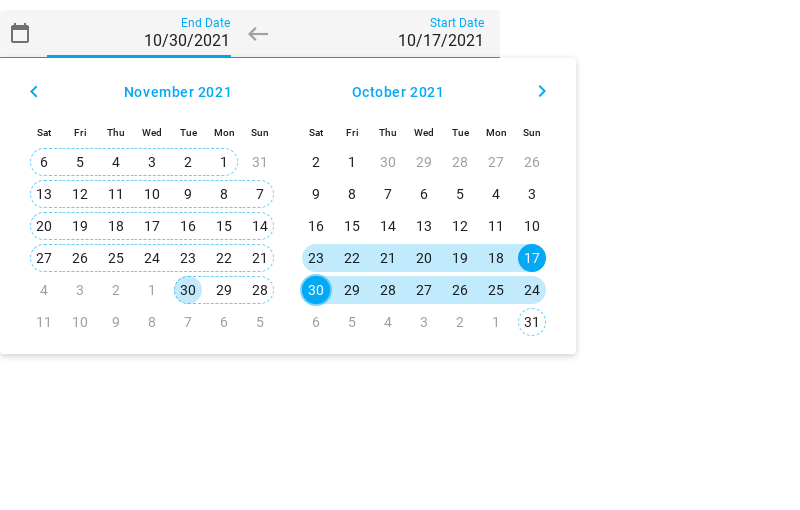 End Date Start Date
10/30/2021 10/17/2021
November 2021 October 2021
Sat Fri Thu Wed Tue Mon Sun Sat Fri Thu Wed Tue Mon Sun
6 5 4 3 2 1 31 2 1 30 29 28 27 26
13 12 11 10 9 8 7 9 8 7 6 5 4 3
20 19 18 17 16 15 14 16 15 14 13 12 11 10
27 26 25 24 23 22 21 23 22 21 20 19 18 17
4 3 2 1 30 29 28 30 29 28 27 26 25 24
11 10 9 8 7 6 5 6 5 4 3 2 1 31